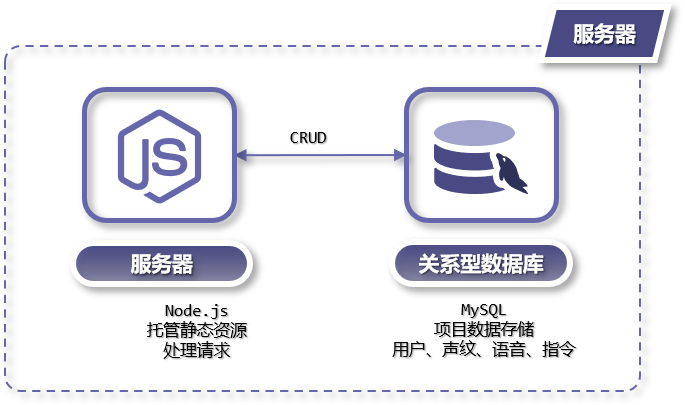 服务器
CRUD
JS
服务器
关系型数据库
Node.js
托管静态资源
处理请求
MySQL
项目数据存储
用户、声纹、语音、指令